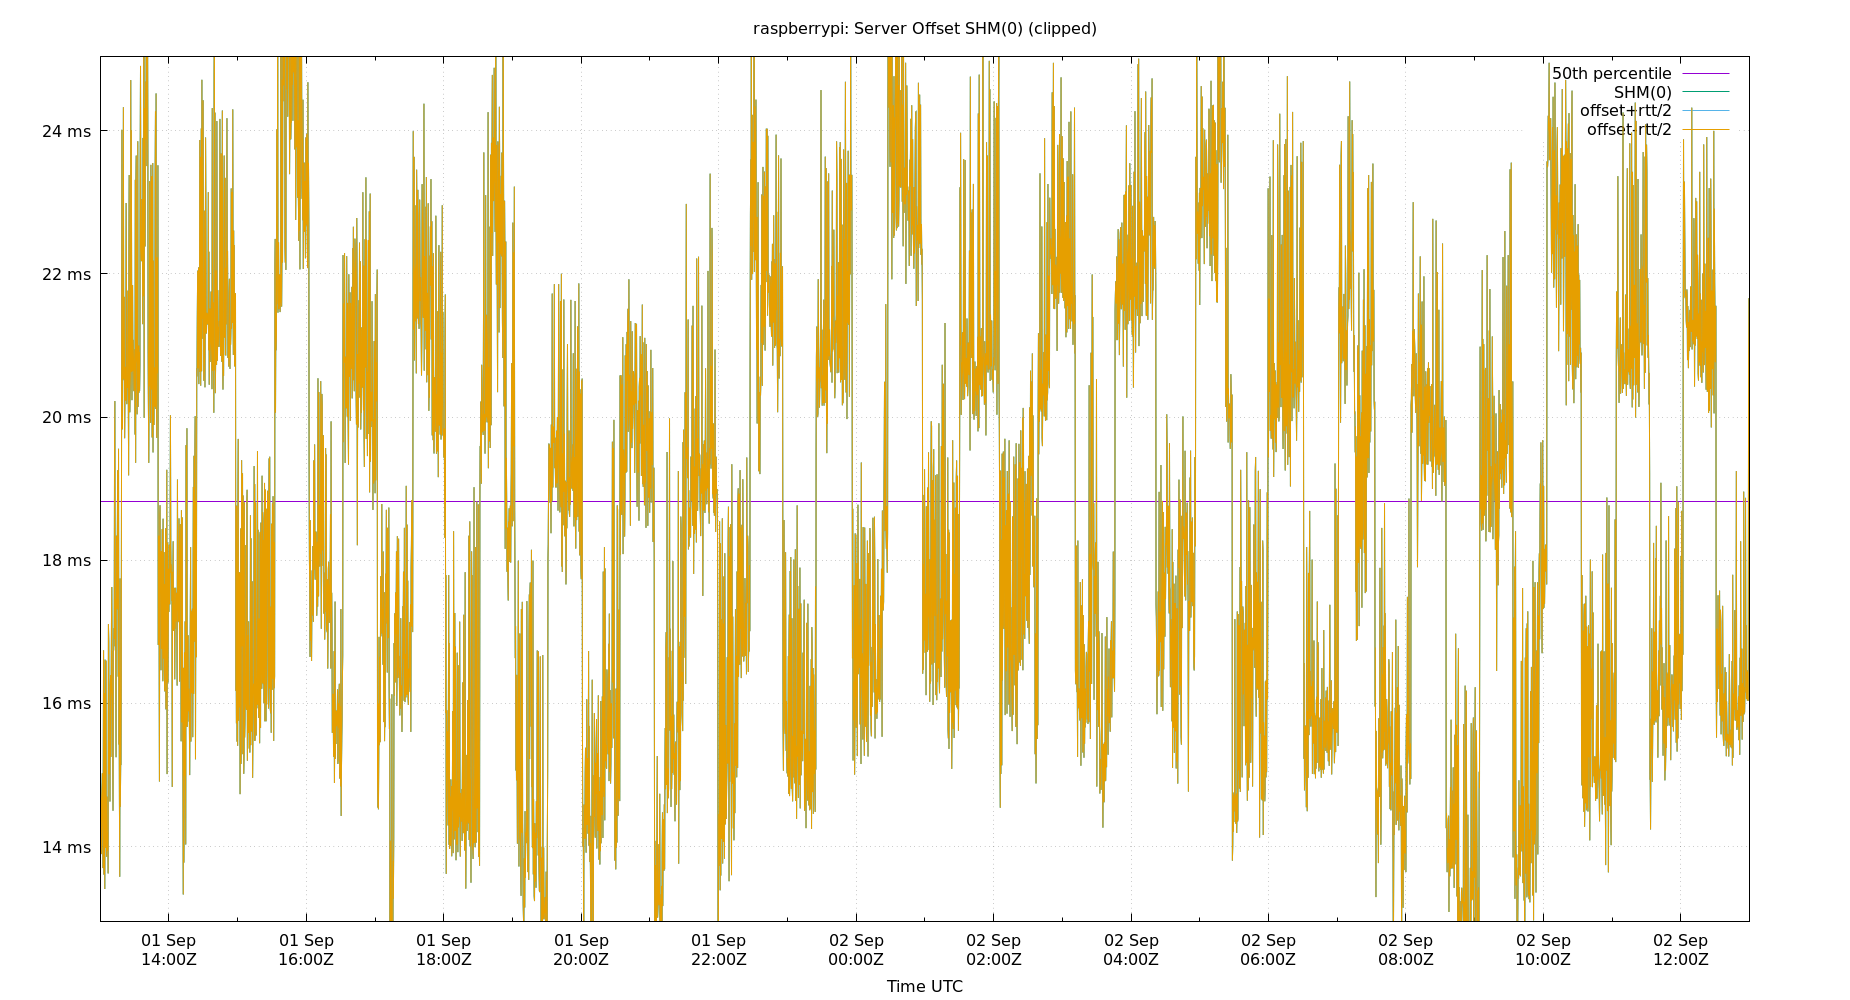 raspberrypi: Server Offset SHM(0) (clipped)
50th percentile
SHM(0)
offset+rtt/2
offset-rtt/2
24 ms
22 ms
20 ms
18 ms
16 ms
14 ms
01 Sep 01 Sep 01 Sep 01 Sep 01 Sep 02 Sep 02 Sep 02 Sep 02 Sep 02 Sep 02 Sep 02 Sep
14:00Z 16:00Z 18:00Z 20:00Z 22:00Z 00:00Z 02:00Z 04:00Z 06:00Z 08:00Z 10:00Z 12:00Z
Time UTC